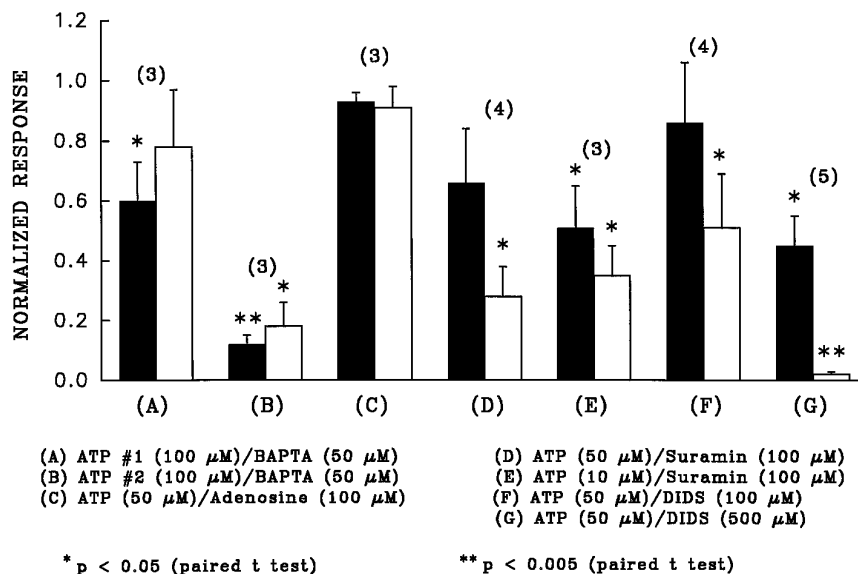 NORMALIZED RESPONSE
1.2
1.0
0.8
0.6
0.4
0.2
0.0
(3)
*
(3)
**
*
(3)
(4)
*
(3)
*
*
(4)
*
(5)
*
**
(A) (B) (C) (D) (E) (F) (G)
(A) ATP #1 (100 μM)/BAPTA (50 μM)
(B) ATP #2 (100 μM)/BAPTA (50 μM)
(C) ATP (50 μM)/Adenosine (100 μM)
(D) ATP (50 μM)/Suramin (100 μM)
(E) ATP (10 μM)/Suramin (100 μM)
(F) ATP (50 μM)/DIDS (100 μM)
(G) ATP (50 μM)/DIDS (500 μM)
* p < 0.05 (paired t test)
** p < 0.005 (paired t test)